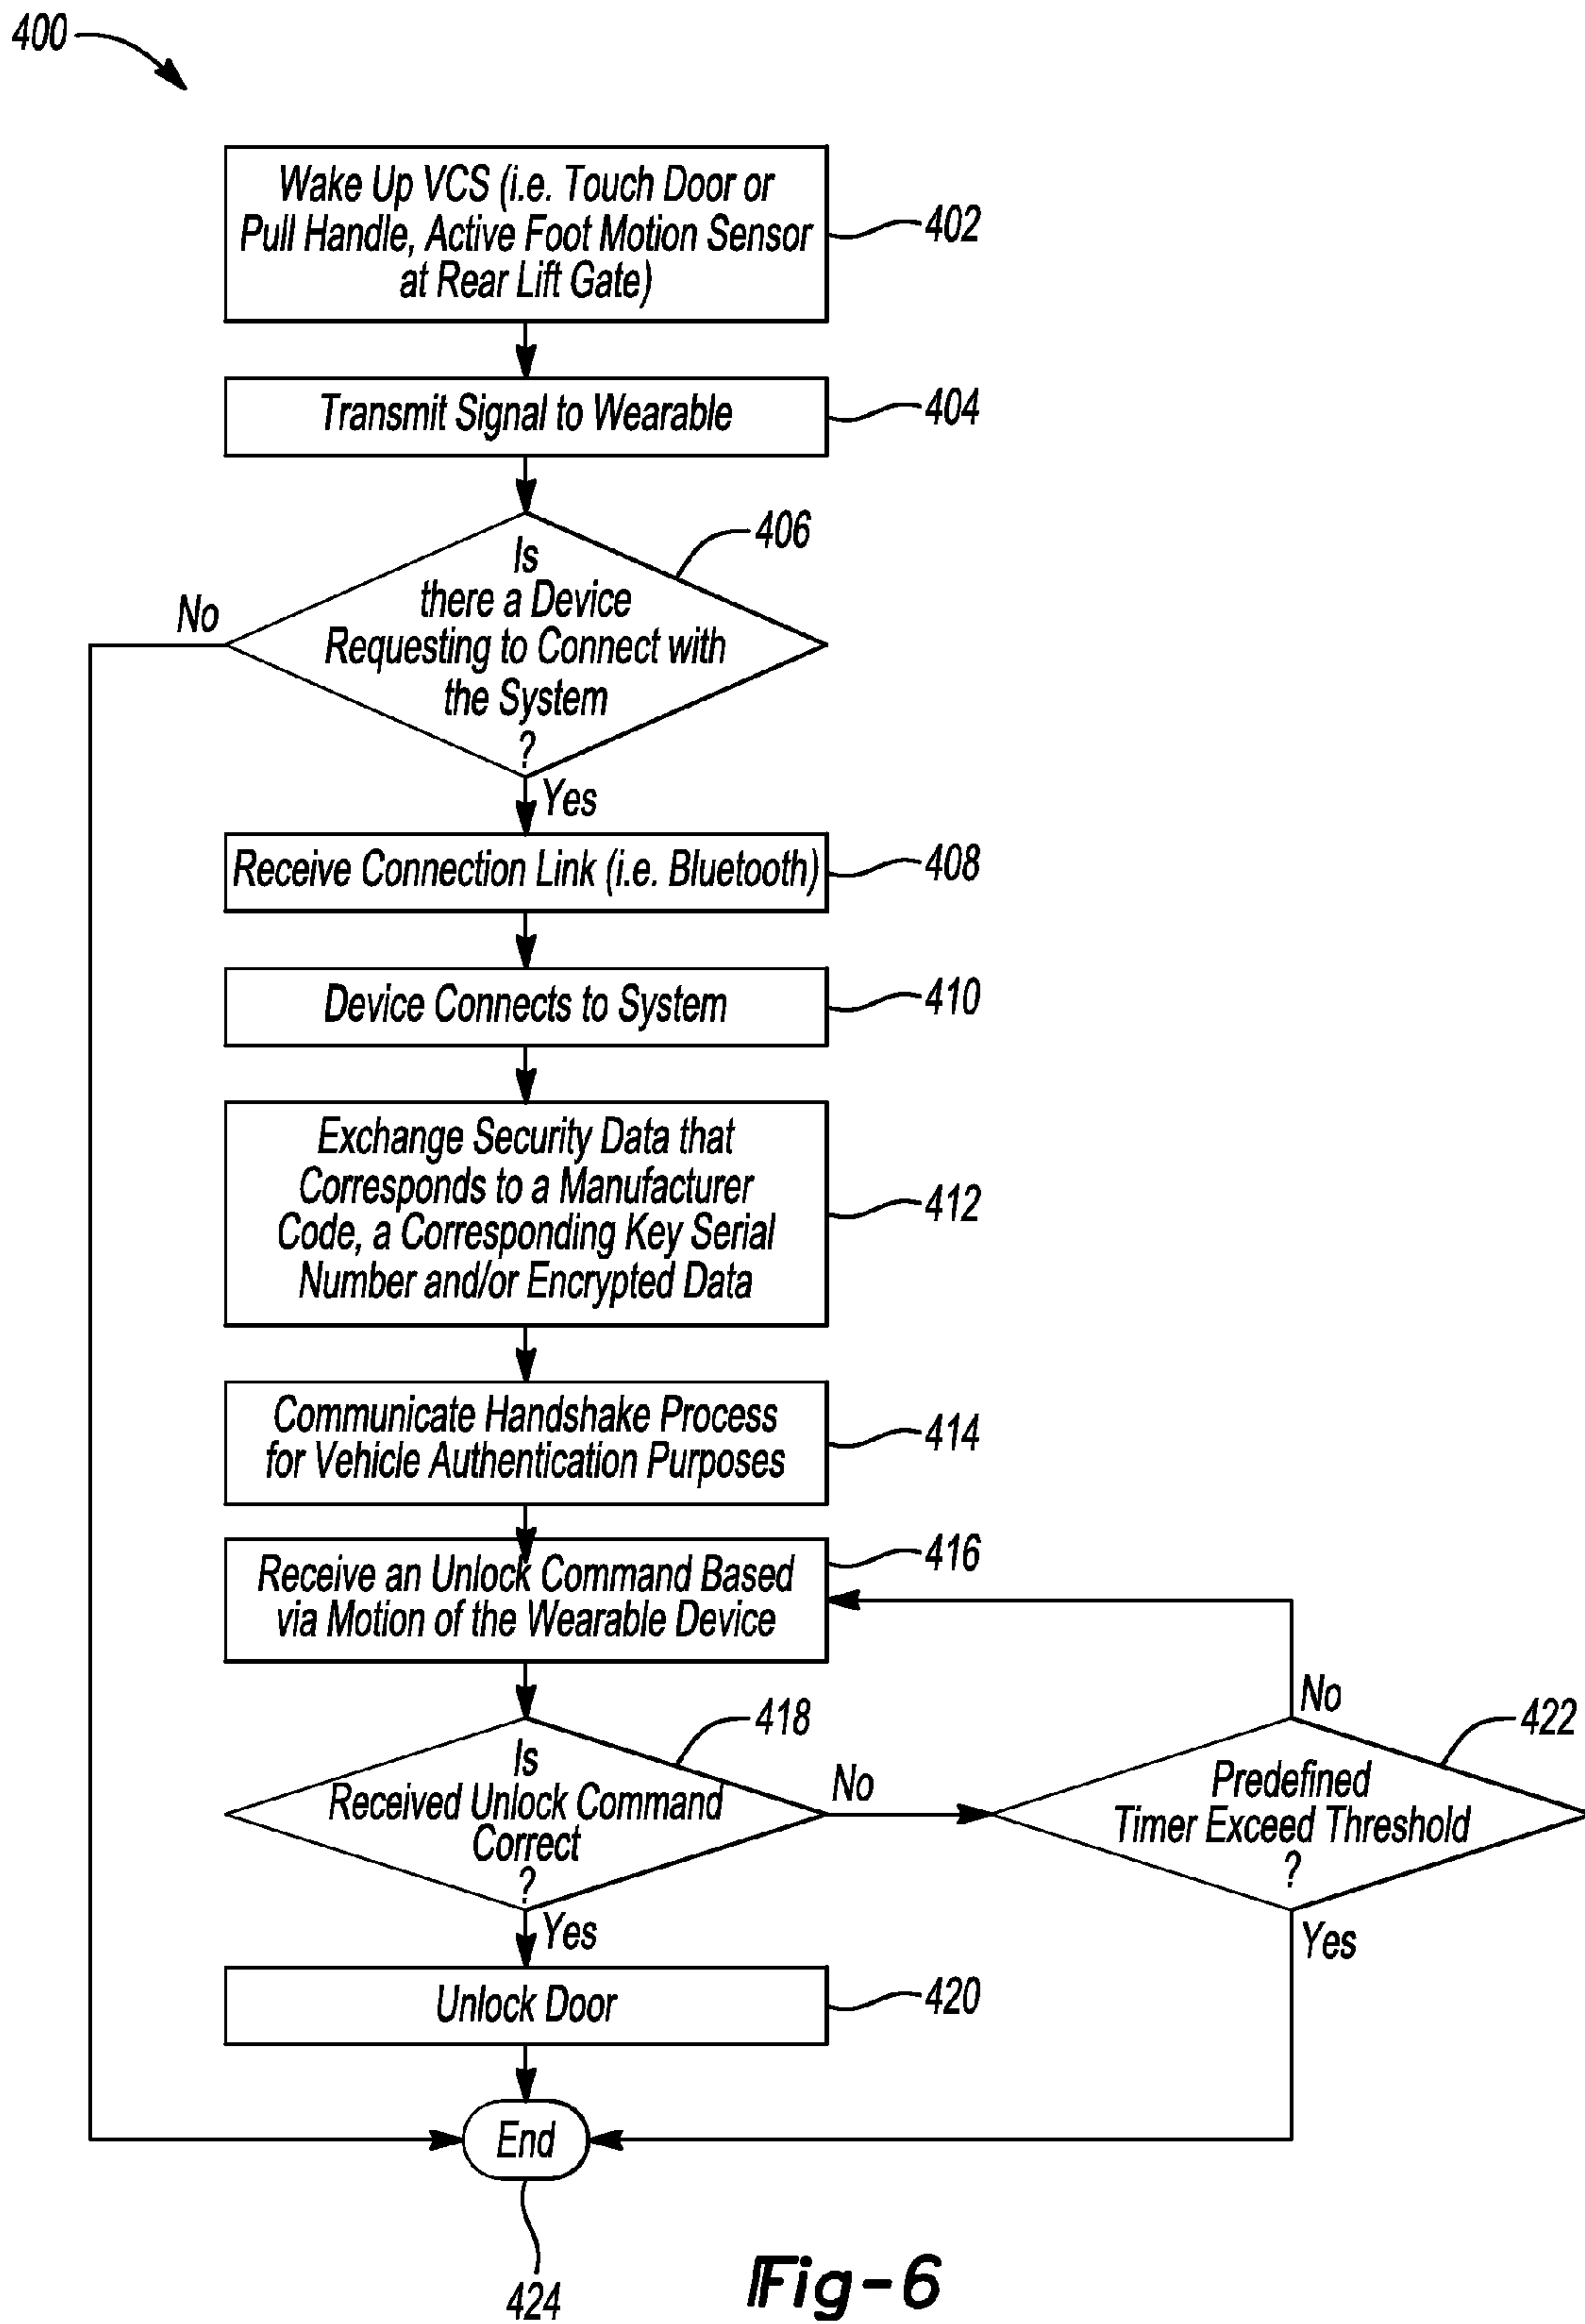 400
Wake Up VCS (i.e. Touch Door or
Pull Handle, Active Foot Motion Sensor
at Rear Lift Gate)
402
Transmit Signal to Wearable
404
Is
there a Device
Requesting to Connect with
the System
?
406
No
Yes
Receive Connection Link (i.e. Bluetooth)
408
Device Connects to System
410
Exchange Security Data that
Corresponds to a Manufacturer
Code, a Corresponding Key Serial
Number and/or Encrypted Data
412
Communicate Handshake Process
for Vehicle Authentication Purposes
414
Receive an Unlock Command Based
via Motion of the Wearable Device
416
Is
Received Unlock Command
Correct
?
418
No
Yes
Predefined
Timer Exceed Threshold
?
422
No
Yes
Unlock Door
420
End
424
Fig-6